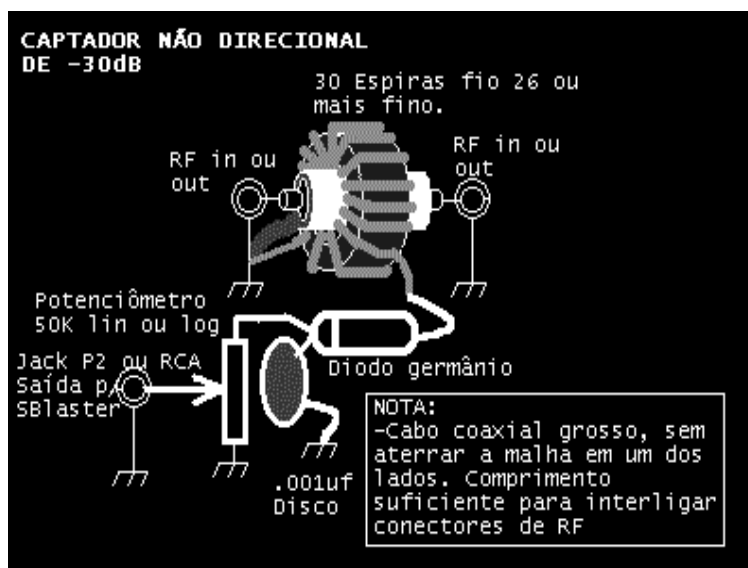 CAPTADOR NÃO DIRECIONAL
DE -30dB
30 Espiras fio 26 ou
mais fino.
RF in ou
out
RF in ou
out
Potenciômetro
50K lin ou log
Jack P2 ou RCA
Saída p/
SBlaster
Diodo germânio
.001uf
Disco
NOTA:
-Cabo coaxial grosso, sem
aterrar a malha em um dos
lados. Comprimento
suficiente para interligar
conectores de RF